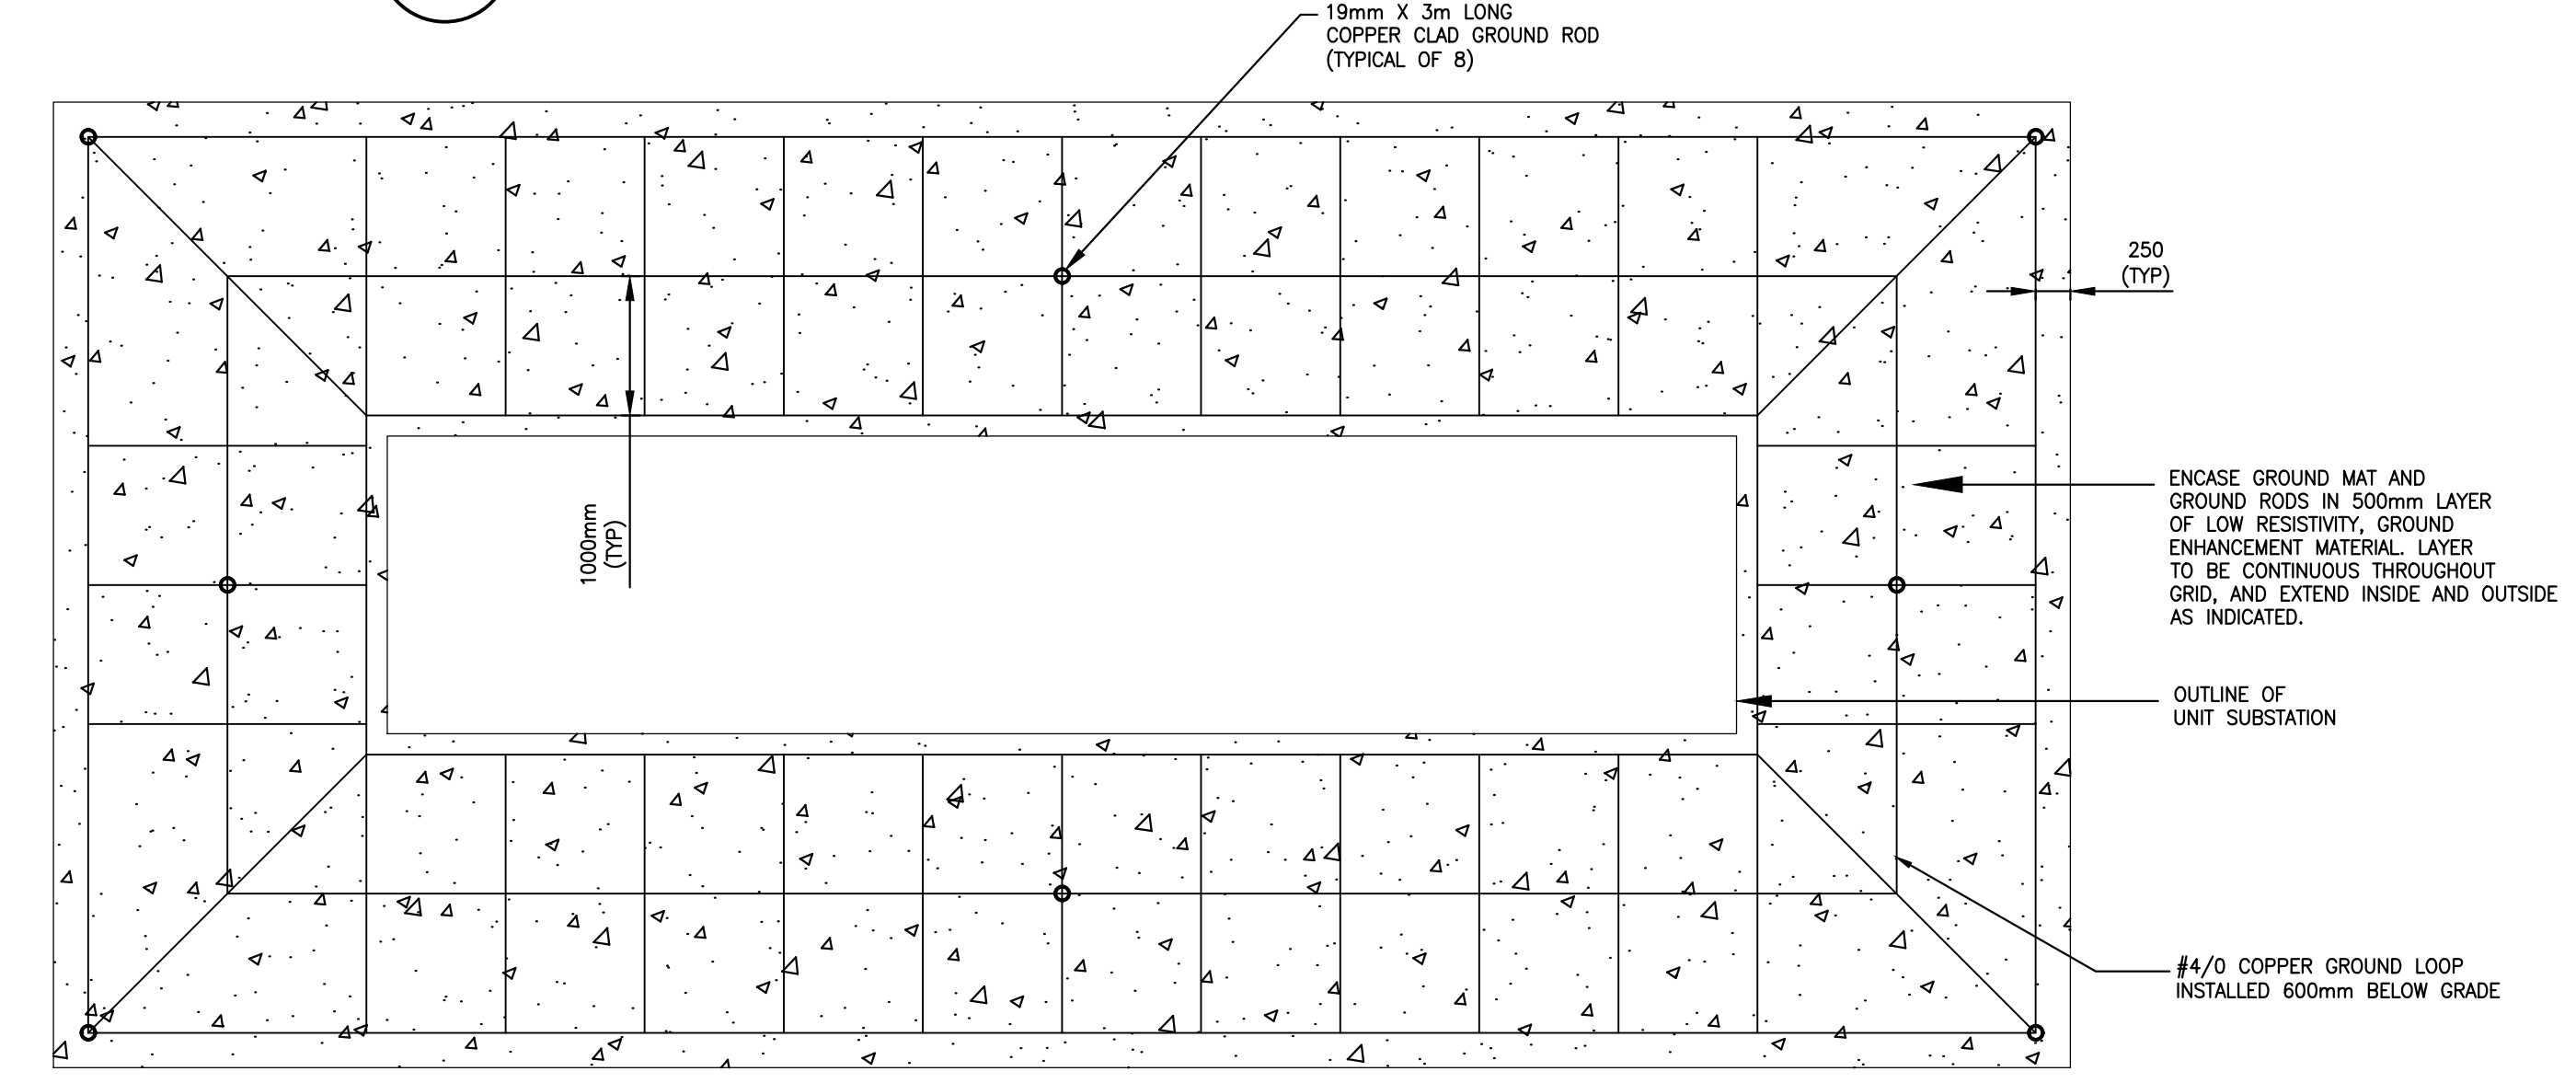 19mm X 3m LONG
COPPER CLAD GROUND ROD
(TYPICAL OF 8)
250
(TYP)
1000mm
(TYP)
ENCASE GROUND MAT AND
GROUND RODS IN 500mm LAYER
OF LOW RESISTIVITY, GROUND
ENHANCEMENT MATERIAL. LAYER
TO BE CONTINUOUS THROUGHOUT
GRID, AND EXTEND INSIDE AND OUTSIDE
AS INDICATED.
OUTLINE OF
UNIT SUBSTATION
#4/0 COPPER GROUND LOOP
INSTALLED 600mm BELOW GRADE